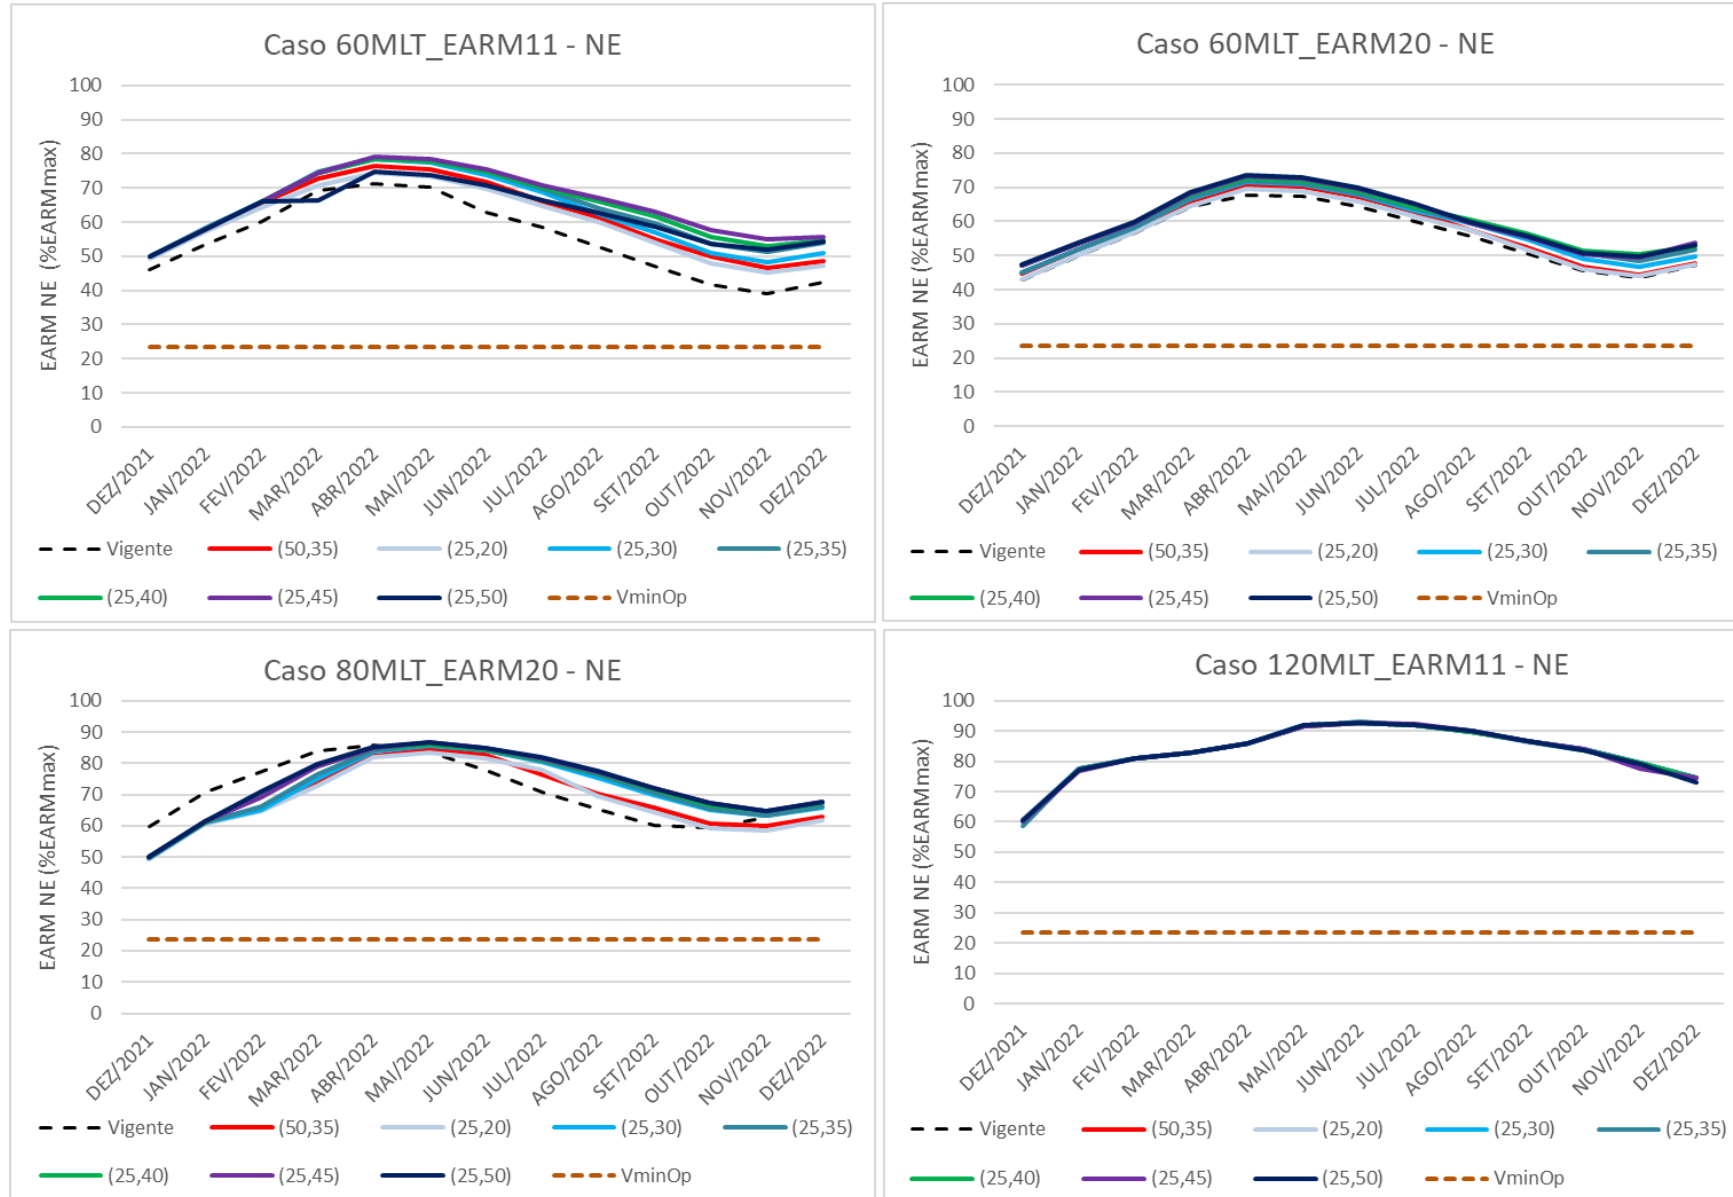 Caso 60MLT_EARM11 - NE
EARM NE (%EARMmax)
100
90
80
70
60
50
40
30
20
10
0
DEZ/2021
JAN/2022
FEV/2022
MAR/2022
ABR/2022
MAI/2022
JUN/2022
JUL/2022
AGO/2022
SET/2022
OUT/2022
NOV/2022
DEZ/2022
Vigente (50,35) (25,20) (25,30) (25,35)
(25,40) (25,45) (25,50) VminOp
Caso 60MLT_EARM20 - NE
EARM NE (%EARMmax)
100
90
80
70
60
50
40
30
20
10
0
DEZ/2021
JAN/2022
FEV/2022
MAR/2022
ABR/2022
MAI/2022
JUN/2022
JUL/2022
AGO/2022
SET/2022
OUT/2022
NOV/2022
DEZ/2022
Vigente (50,35) (25,20) (25,30) (25,35)
(25,40) (25,45) (25,50) VminOp
Caso 80MLT_EARM20 - NE
EARM NE (%EARMmax)
100
90
80
70
60
50
40
30
20
10
0
DEZ/2021
JAN/2022
FEV/2022
MAR/2022
ABR/2022
MAI/2022
JUN/2022
JUL/2022
AGO/2022
SET/2022
OUT/2022
NOV/2022
DEZ/2022
Vigente (50,35) (25,20) (25,30) (25,35)
(25,40) (25,45) (25,50) VminOp
Caso 120MLT_EARM11 - NE
EARM NE (%EARMmax)
100
90
80
70
60
50
40
30
20
10
0
DEZ/2021
JAN/2022
FEV/2022
MAR/2022
ABR/2022
MAI/2022
JUN/2022
JUL/2022
AGO/2022
SET/2022
OUT/2022
NOV/2022
DEZ/2022
Vigente (50,35) (25,20) (25,30) (25,35)
(25,40) (25,45) (25,50) VminOp